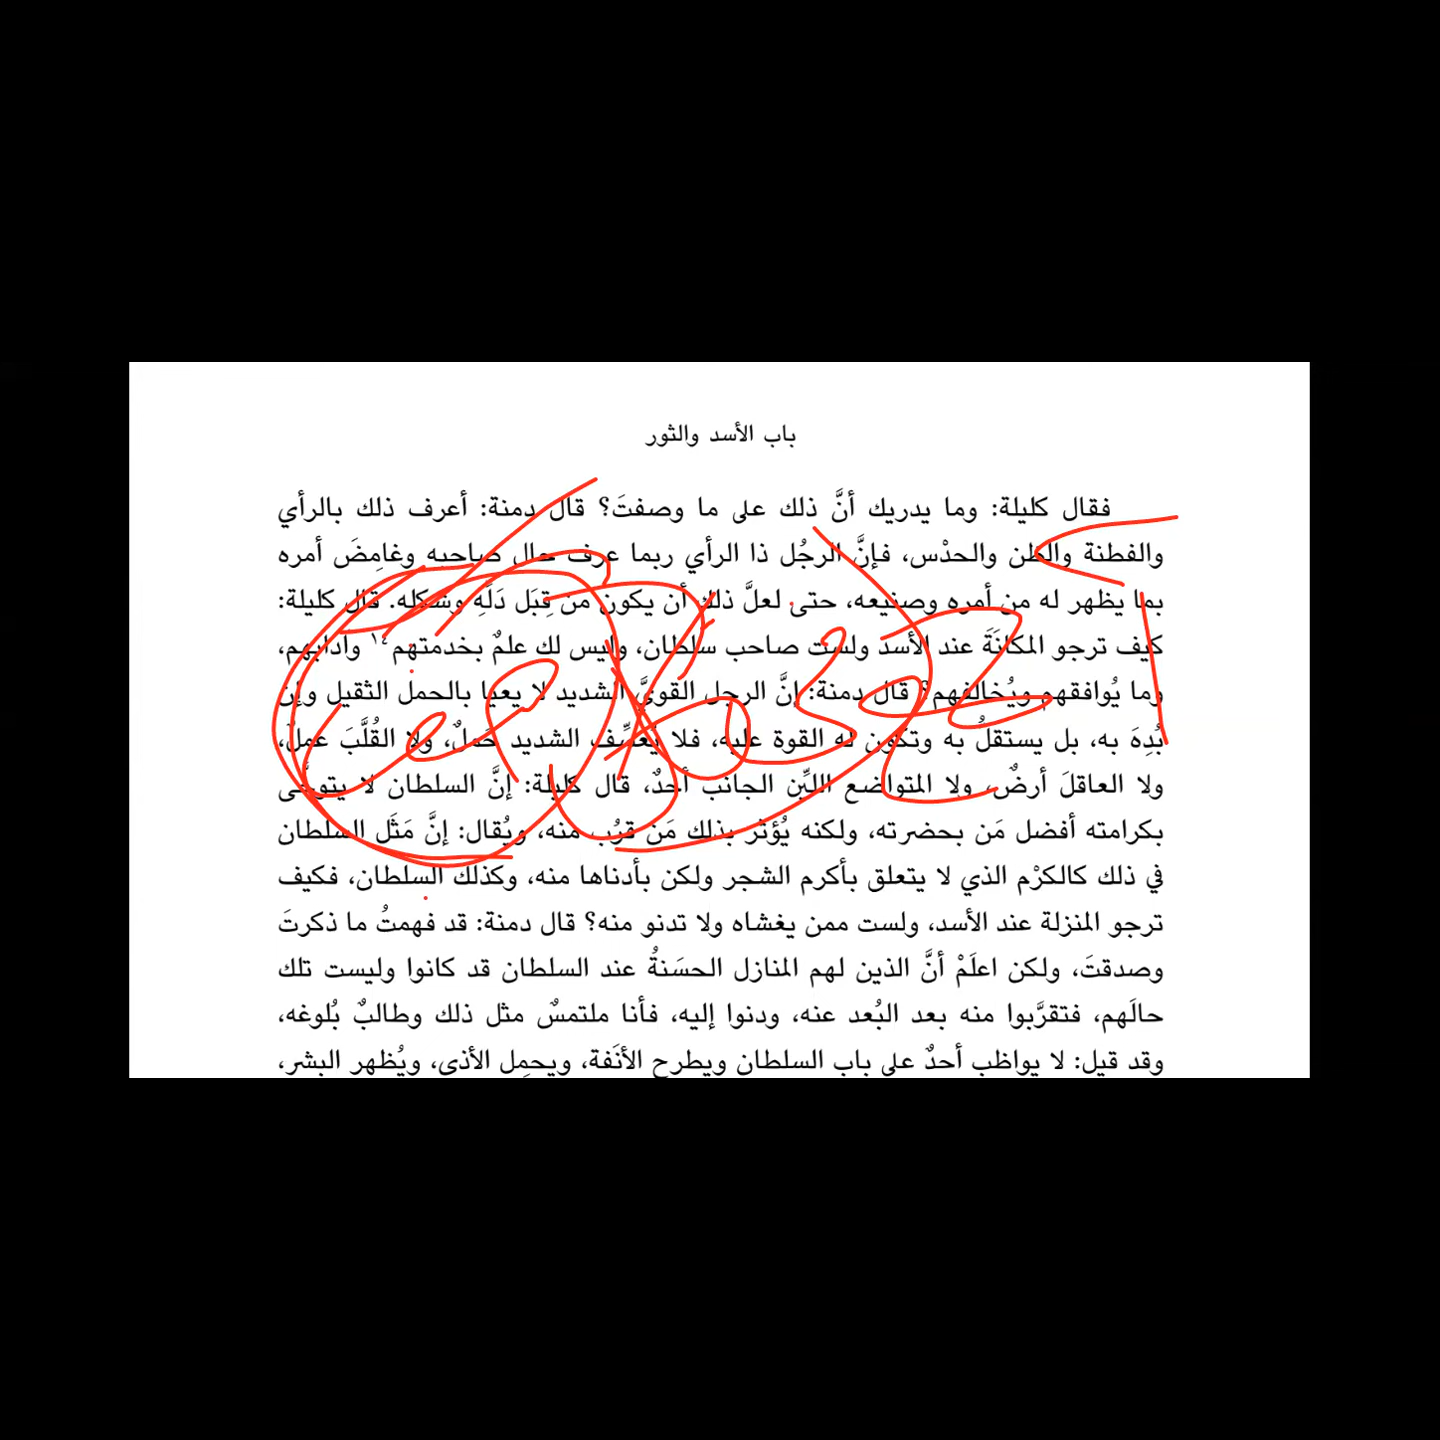 باب الأسد والثور
فقال كليلة: وما يدريك أنَّ ذلك على ما وصفتَ؟ قال دمنة: أعرف ذلك بالرأي
والفطنة والظن والحدْس، فإنَّ الرجُل ذا الرأي ربما عرف حال صاحبه وغامِضَ أمره
بما يظهر له من أمره وصنيعه، حتى لعلَّ ذلك أن يكون من قِبَل دَلِّهِ وشكله. قال كليلة:
كيف ترجو المكانَةَ عند الأسد ولست صاحب سلطان، وليس لك علمٌ بخدمتهم١٤ وآدابهم،
وما يُوافقهم ويُخالفهم؟ قال دمنة: إنَّ الرجل القويَّ الشديد لا يعيا بالحمل الثقيل وإن
بُدِهَ به، بل يستقلُ به وتكون له القوة عليه، فلا يُضعِّف الشديد حَملٌ، ولا القُلَّبَ عملٌ،
ولا العاقلَ أرضٌ، ولا المتواضع الليِّن الجانب أحدٌ، قال كليلة: إنَّ السلطان لا يتوخَّى
بكرامته أفضل مَن بحضرته، ولكنه يُؤثر بذلك مَن قرُب منه، ويُقال: إنَّ مَثَل السلطان
في ذلك كالكرْم الذي لا يتعلق بأكرم الشجر ولكن بأدناها منه، وكذلك السلطان، فكيف
ترجو المنزلة عند الأسد، ولست ممن يغشاه ولا تدنو منه؟ قال دمنة: قد فهمتُ ما ذكرتَ
وصدقتَ، ولكن اعلَمْ أنَّ الذين لهم المنازل الحسَنةُ عند السلطان قد كانوا وليست تلك
حالَهم، فتقرَّبوا منه بعد البُعد عنه، ودنوا إليه، فأنا ملتمسٌ مثل ذلك وطالبٌ بُلوغه،
وقد قيل: لا يواظب أحدٌ على باب السلطان ويطرح الأنَفة، ويحمِل الأذى، ويُظهر البشر،